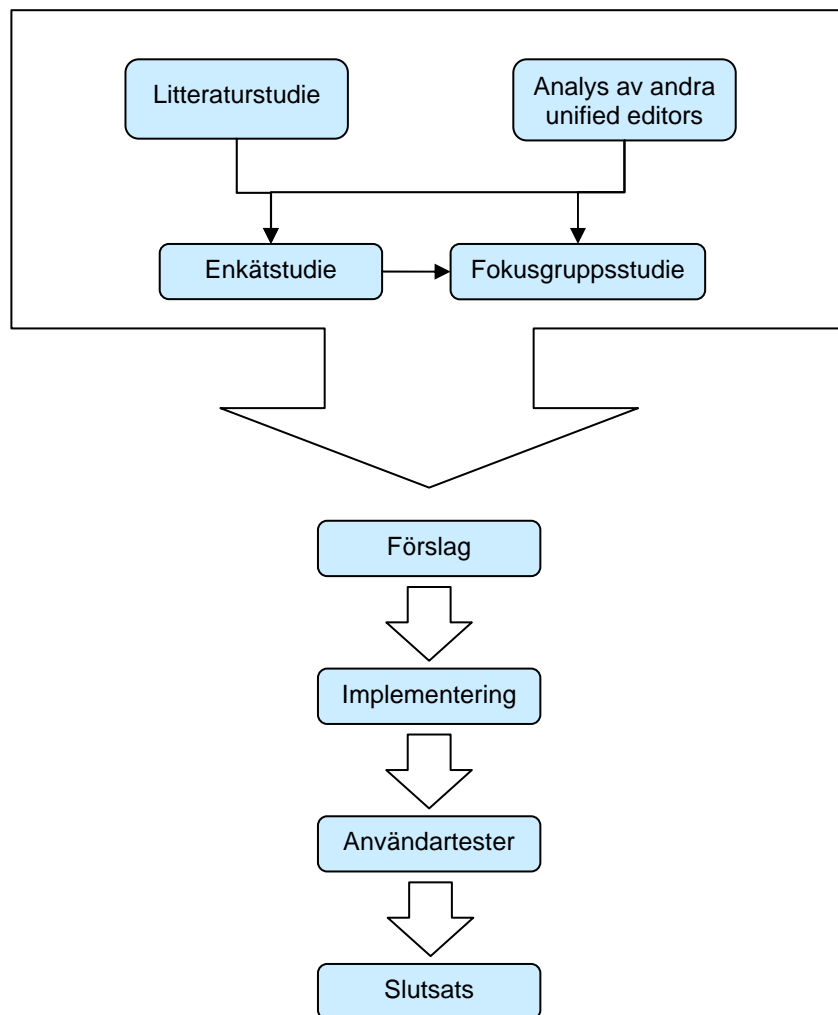 Litteraturstudie
Analys av andra
unified editors
Enkätstudie
Fokusgruppsstudie
Förslag
Implementering
Användartester
Slutsats